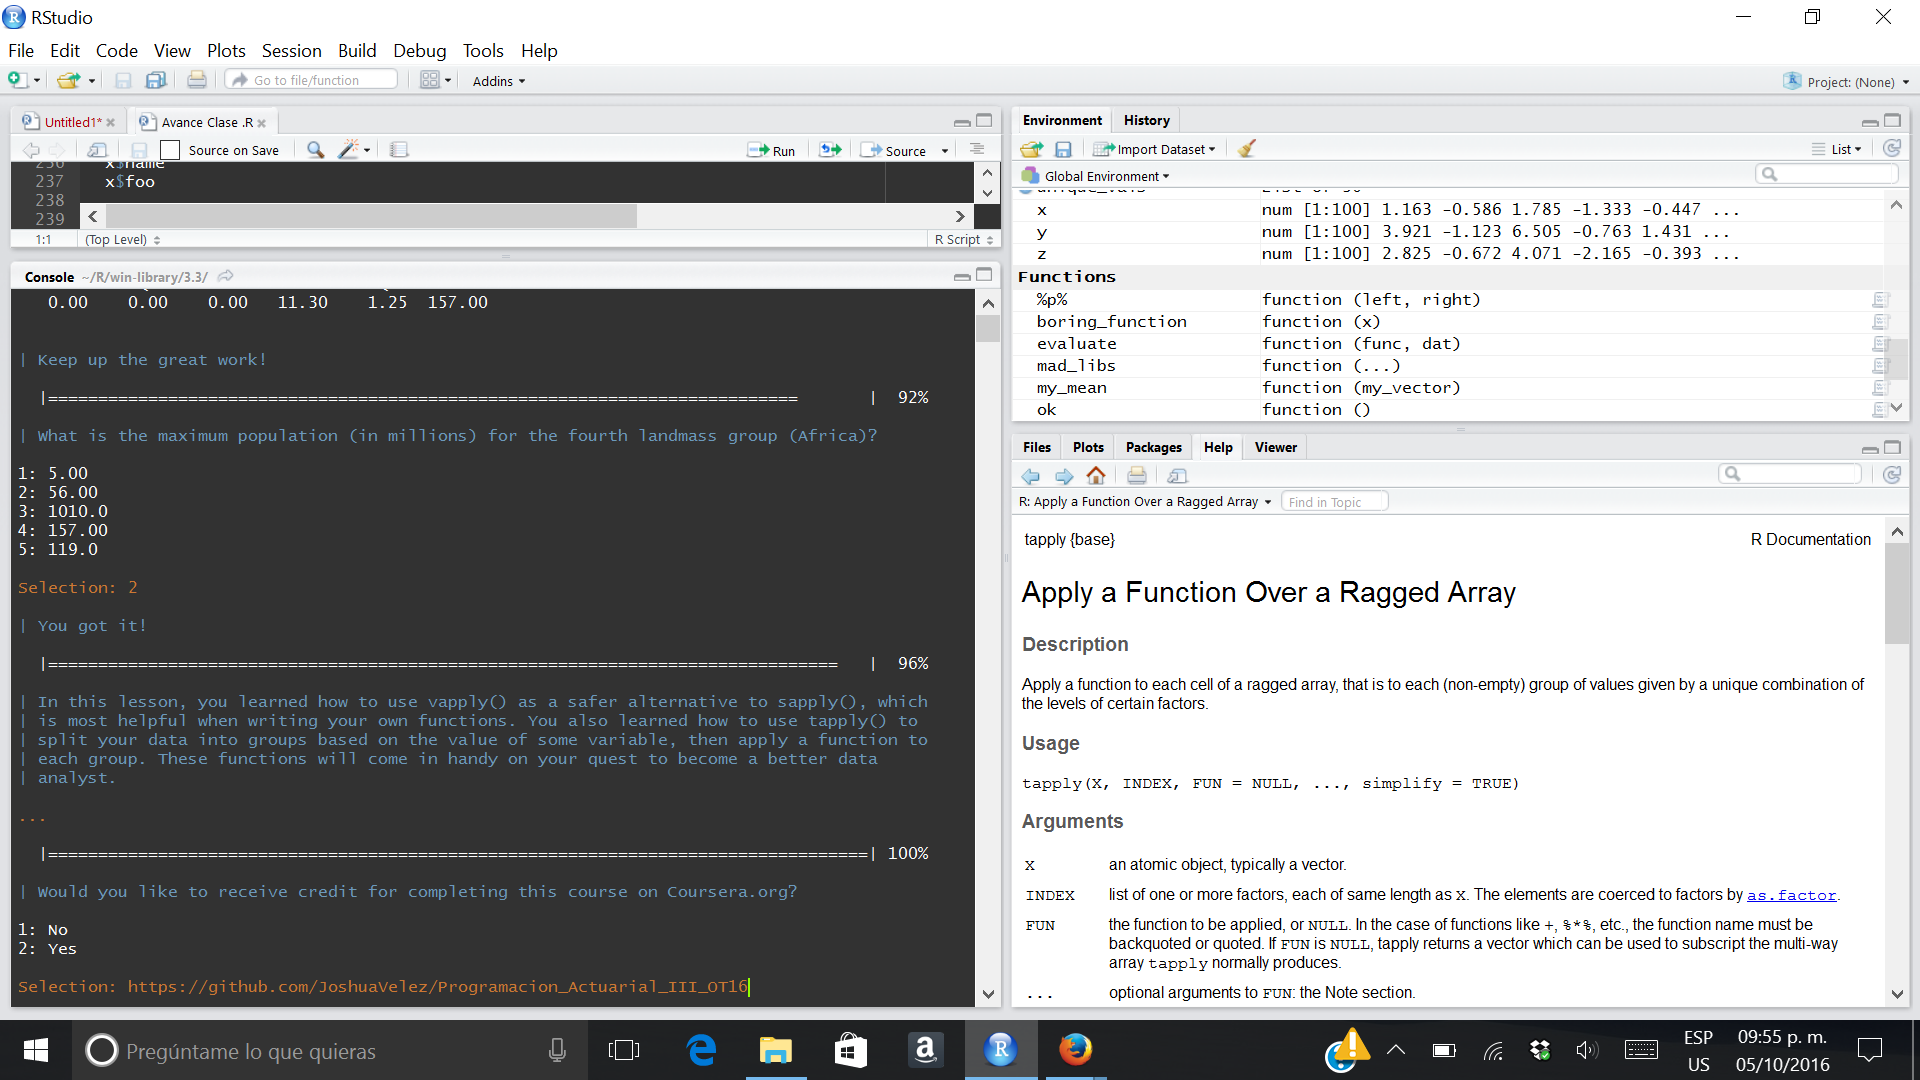 RStudio
File Edit Code View Plots Session Build Debug Tools Help
Go to file/function Addins Project: (None)
Untitled1* Avance Clase .R
Source on Save Run Source
236 x$name
237 x$foo
238
239
1:1 (Top Level) R Script
Console ~/R/win-library/3.3/
0.00 0.00 0.00 11.30 1.25 157.00
| Keep up the great work!
|===========================================================================       |  92%
| What is the maximum population (in millions) for the fourth landmass group (Africa)?
1: 5.00
2: 56.00
3: 1010.0
4: 157.00
5: 119.0
Selection: 2
| You got it!
|===============================================================================   |  96%
| In this lesson, you learned how to use vapply() as a safer alternative to sapply(), which
| is most helpful when writing your own functions. You also learned how to use tapply() to
| split your data into groups based on the value of some variable, then apply a function to
| each group. These functions will come in handy on your quest to become a better data
| analyst.
...
|==================================================================================| 100%
| Would you like to receive credit for completing this course on Coursera.org?
1: No
2: Yes
Selection: https://github.com/JoshuaVelez/Programacion_Actuarial_III_OT16
Environment History
Import Dataset List
Global Environment
x num [1:100] 1.163 -0.586 1.785 -1.333 -0.447 ...
y num [1:100] 3.921 -1.123 6.505 -0.763 1.431 ...
z num [1:100] 2.825 -0.672 4.071 -2.165 -0.393 ...
Functions
%p% function (left, right)
boring_function function (x)
evaluate function (func, dat)
mad_libs function (...)
my_mean function (my_vector)
ok function ()
Files Plots Packages Help Viewer
R: Apply a Function Over a Ragged Array Find in Topic
tapply {base} R Documentation
Apply a Function Over a Ragged Array
Description
Apply a function to each cell of a ragged array, that is to each (non-empty) group of values given by a unique combination of
the levels of certain factors.
Usage
tapply(X, INDEX, FUN = NULL, ..., simplify = TRUE)
Arguments
X an atomic object, typically a vector.
INDEX list of one or more factors, each of same length as X. The elements are coerced to factors by as.factor.
FUN the function to be applied, or NULL. In the case of functions like +, %*%, etc., the function name must be
backquoted or quoted. If FUN is NULL, tapply returns a vector which can be used to subscript the multi-way
array tapply normally produces.
... optional arguments to FUN: the Note section.
Pregúntame lo que quieras
ESP 09:55 p. m.
US 05/10/2016